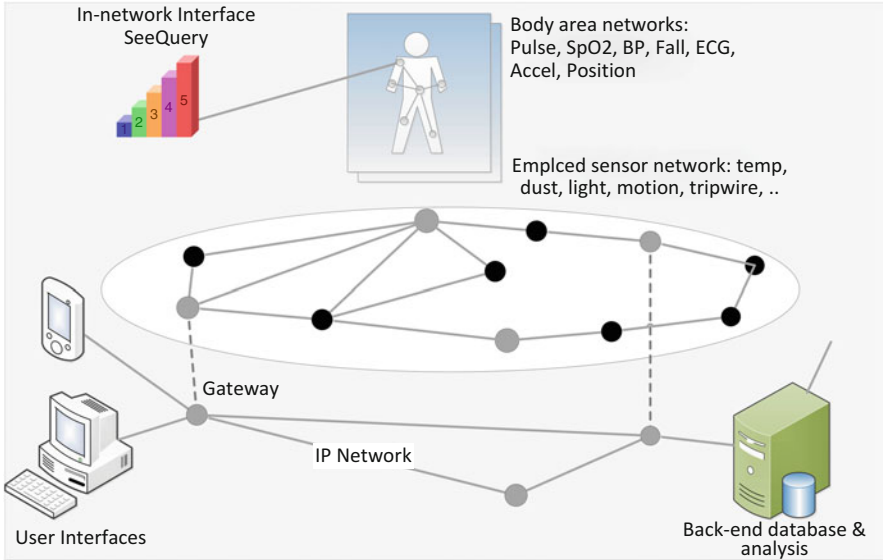 In-network Interface
SeeQuery
1 2 3 4 5
Body area networks:
Pulse, SpO2, BP, Fall, ECG,
Accel, Position
Emplced sensor network: temp,
dust, light, motion, tripwire, ..
Gateway
IP Network
User Interfaces
Back-end database &
analysis